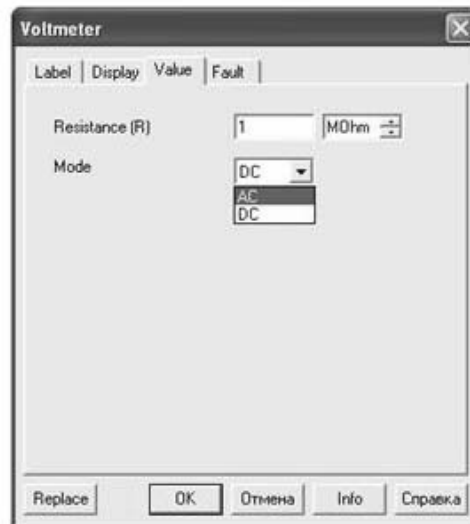 Voltmeter
Label Display Value Fault
Resistance (R) 1 MOhm
Mode DC
AC
DC
Replace OK Отмена Info Справка